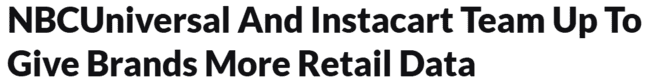 NBCUniversal And Instacart Team Up To
Give Brands More Retail Data